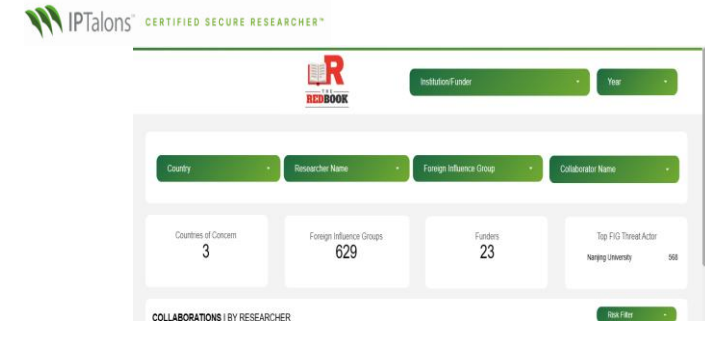 IPTalons™ CERTIFIED SECURE RESEARCHER™
R
THE
REDBOOK
Institution/Funder
Year
Country
Researcher Name
Foreign Influence Group
Collaborator Name
Countries of Concern
3
Foreign Influence Groups
629
Funders
23
Top FIG Threat Actor
Nanjing University 568
COLLABORATIONS | BY RESEARCHER
Risk Filter